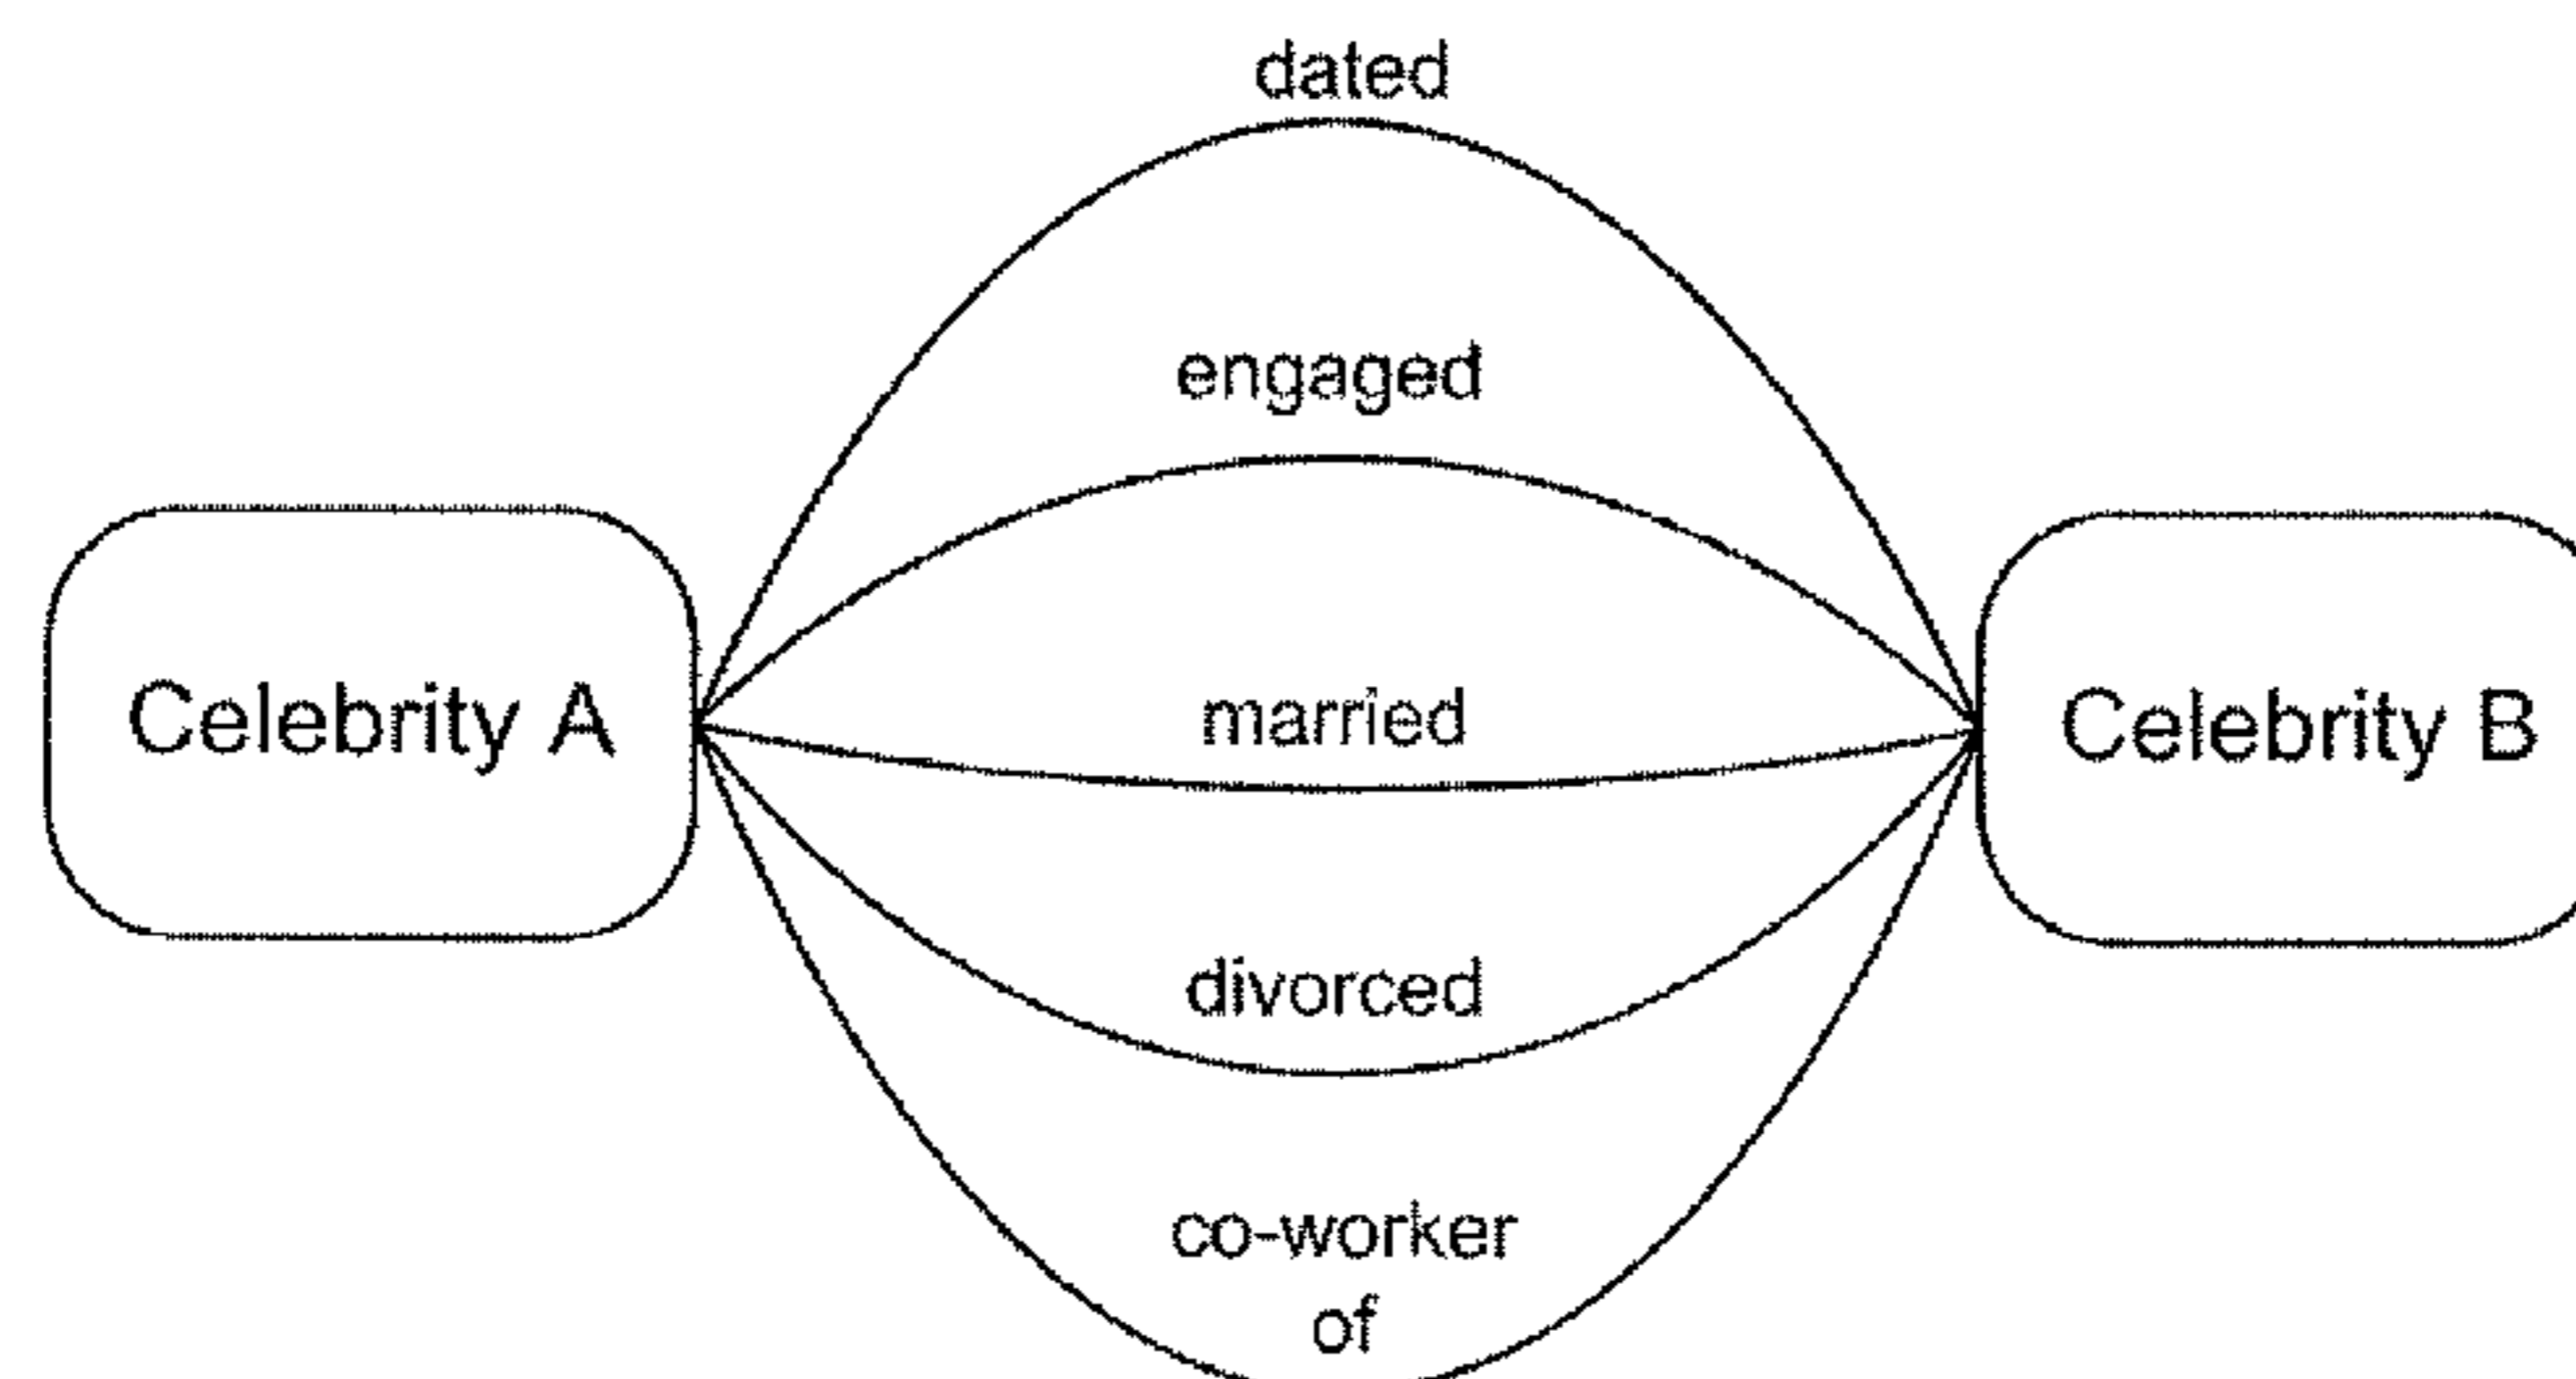 dated
engaged
Celebrity A
married
Celebrity B
divorced
co-worker
of